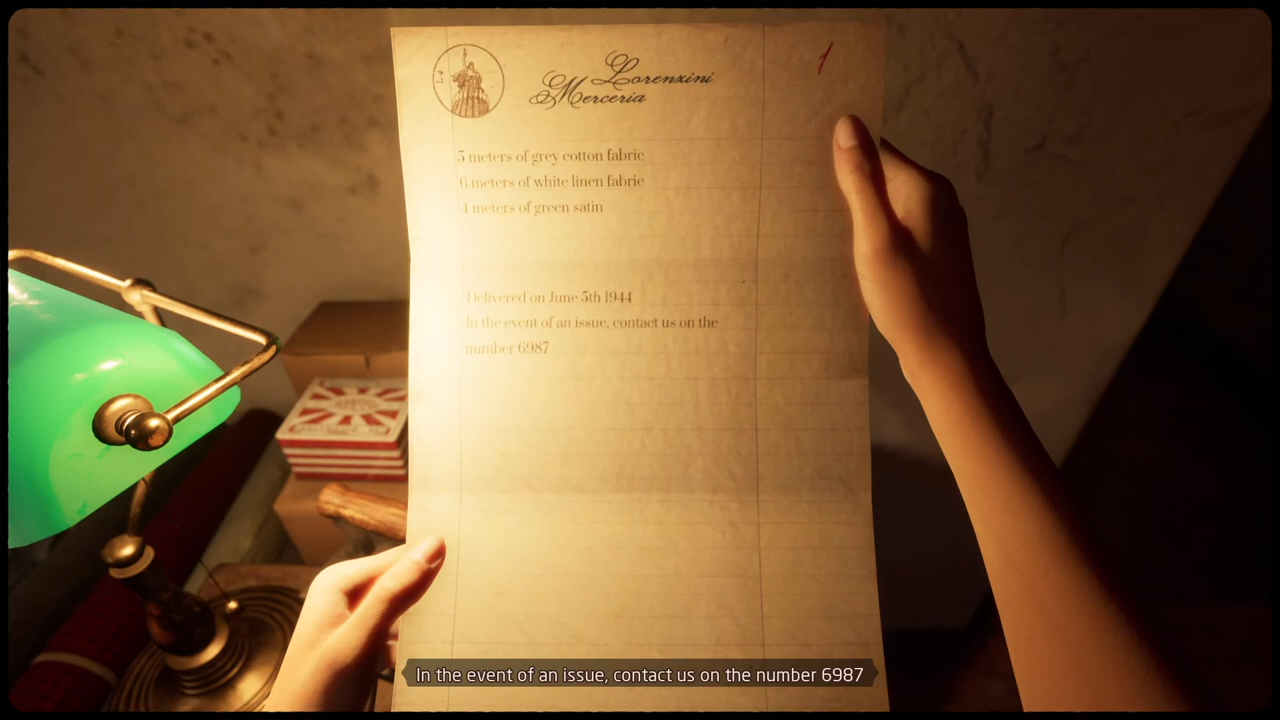 1
Lorenzini
Merceria
5 meters of grey cotton fabric
6 meters of white linen fabric
4 meters of green satin
Delivered on June 5th 1944
In the event of an issue, contact us on the
number 6987
In the event of an issue, contact us on the number 6987